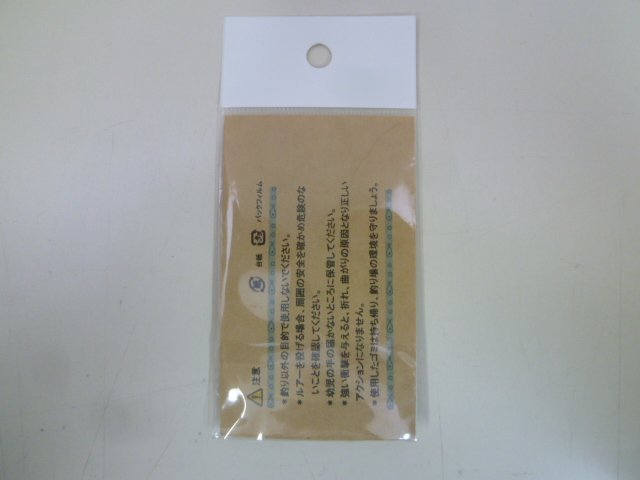 注意 台紙 パックフィルム
＊釣り以外の目的で使用しないでください。
＊ルアーを投げる場合、周囲の安全を確かめ危険のな
いことを確認してください。
＊幼児の手の届かないところに保管してください。
＊強い衝撃を与えると、折れ、曲がりの原因となり正しい
アクションになりません。
＊使用したゴミは持ち帰り、釣り場の環境を守りましょう。